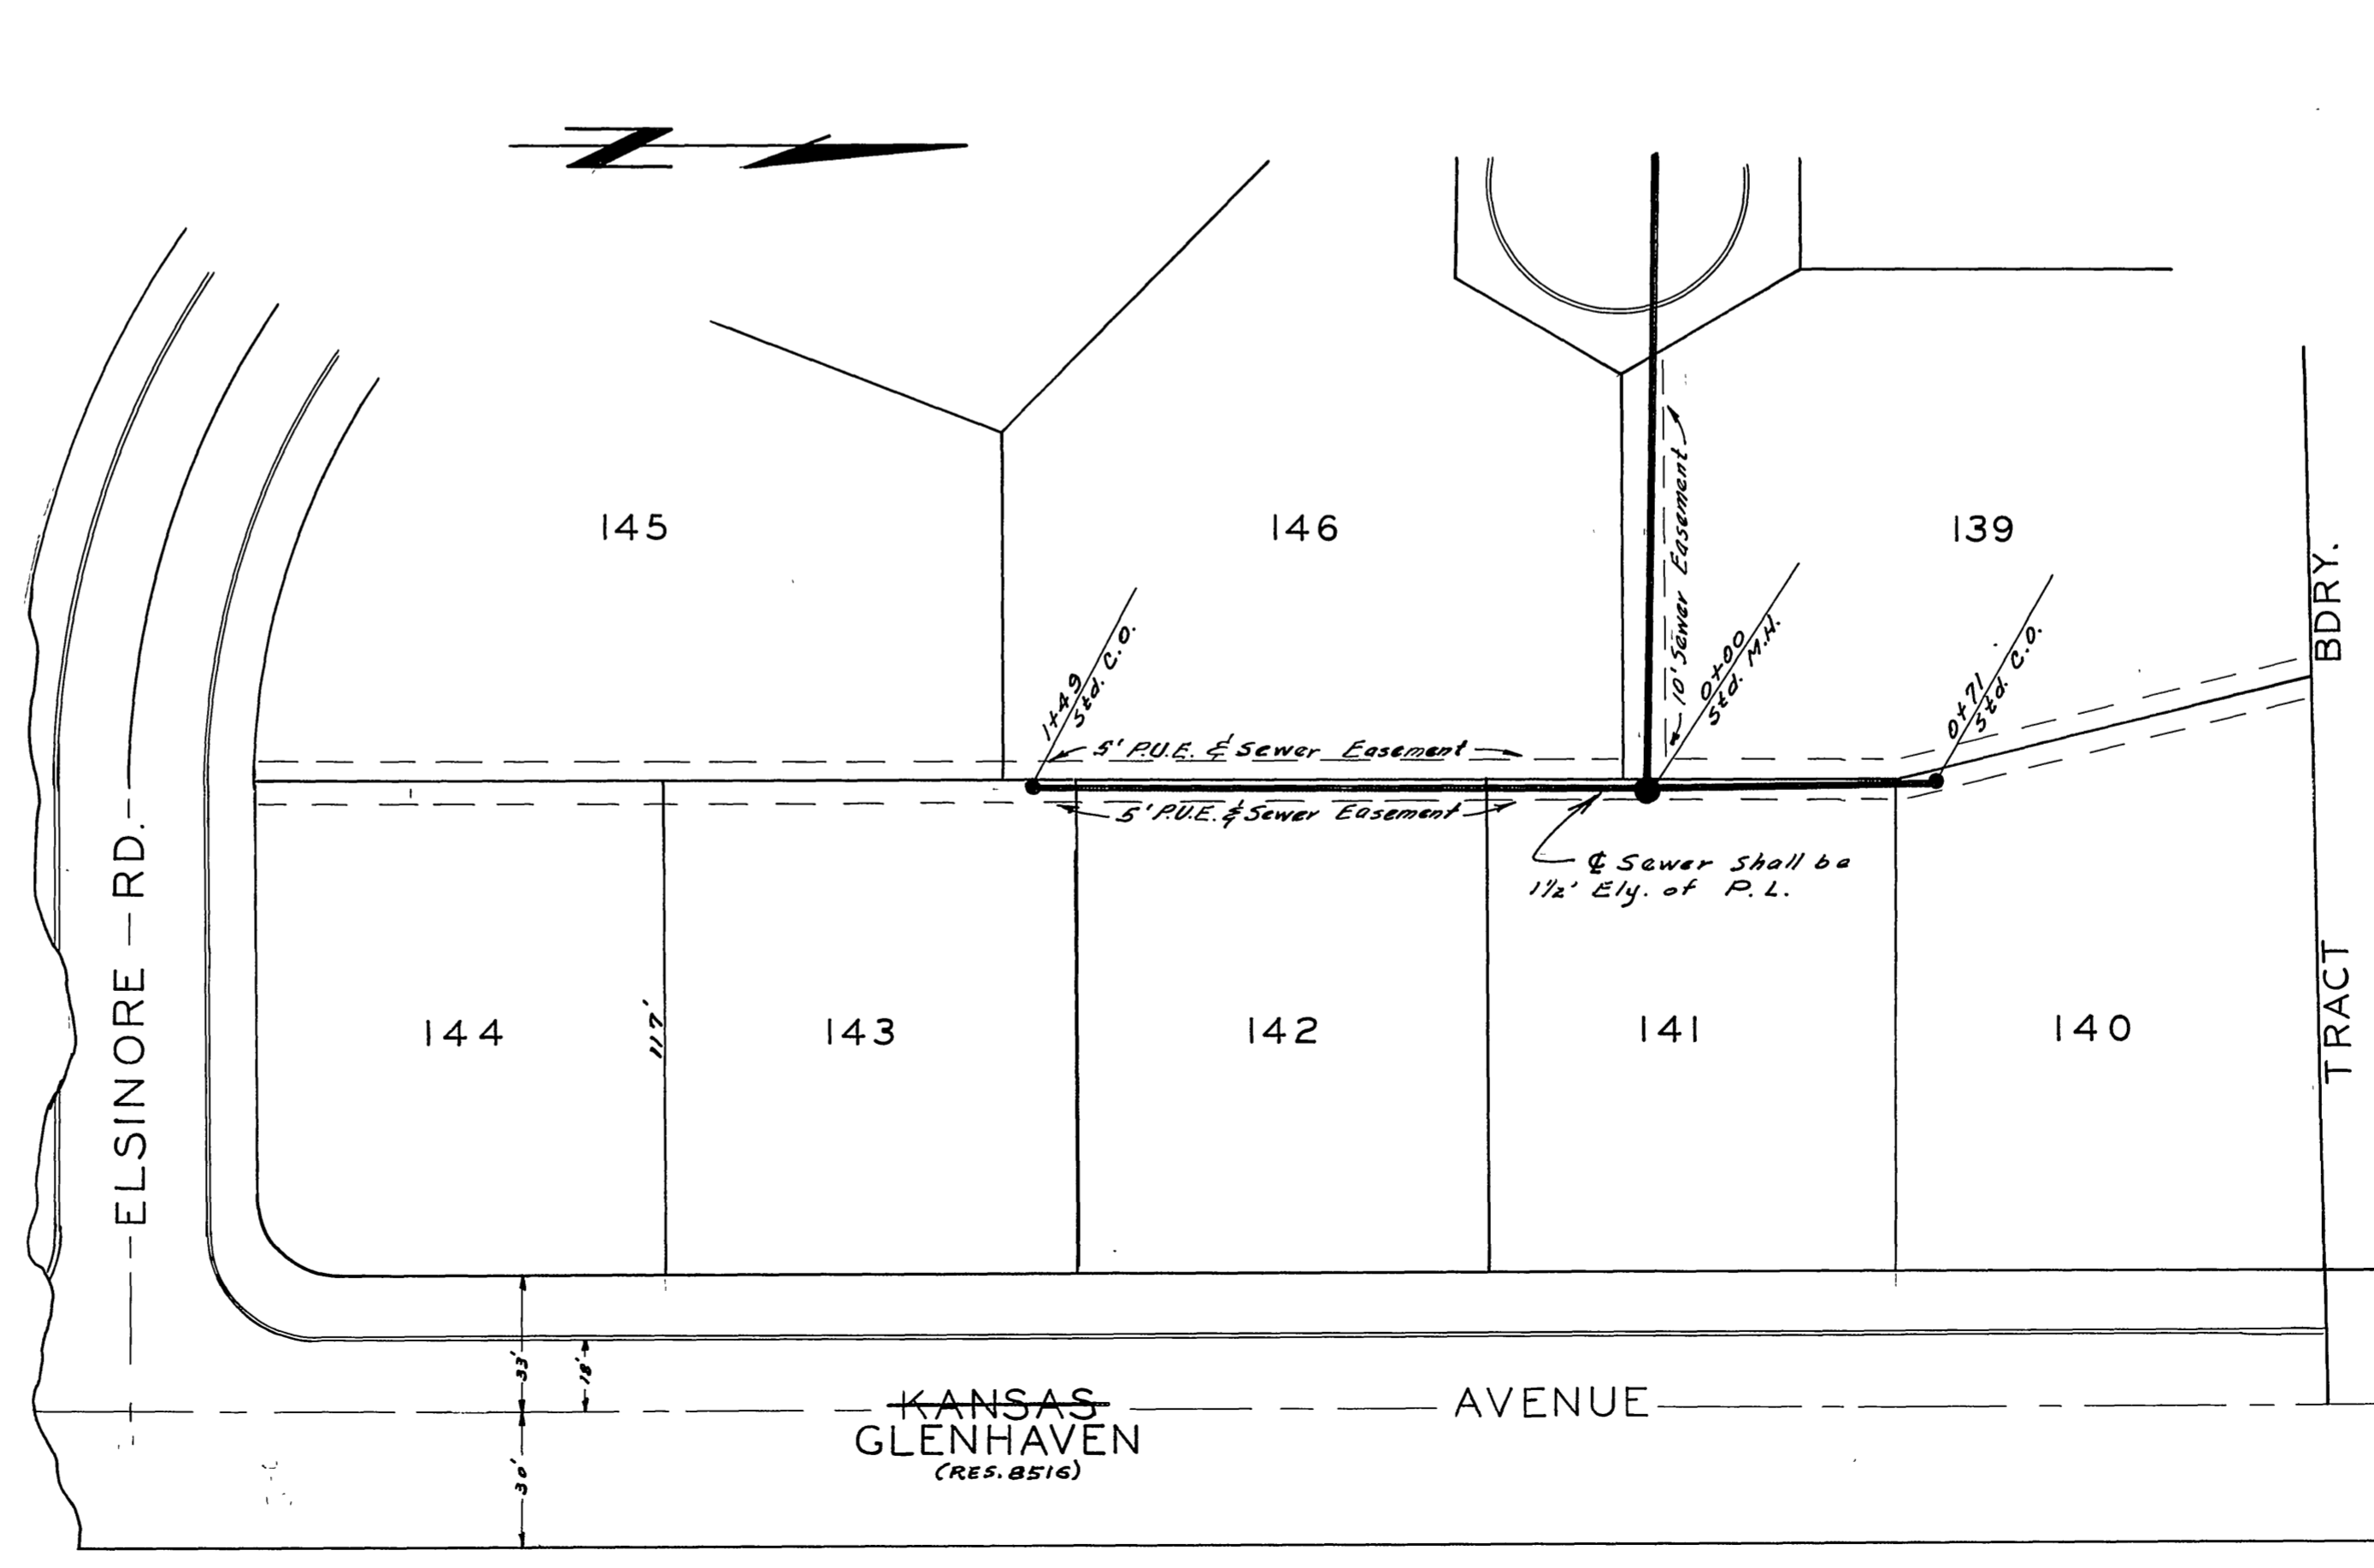 N
145
146
139
BDRY.
10' Sewer Easement
1+49
Std. C.O.
0+00
Std. M.H.
0+71
Std. C.O.
5' P.U.E. & Sewer Easement
5' P.U.E. & Sewer Easement
℄ Sewer shall be
1½' Ely. of P.L.
ELSINORE RD.
144
117'
143
142
141
140
TRACT
33'
18'
30'
KANSAS AVENUE
GLENHAVEN
(RES. 8516)